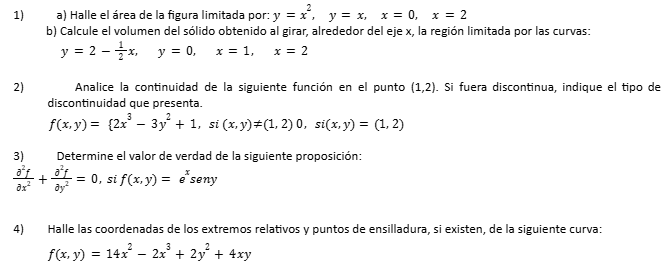 1) a) Halle el área de la figura limitada por: y = x², y = x, x = 0, x = 2
b) Calcule el volumen del sólido obtenido al girar, alrededor del eje x, la región limitada por las curvas:
y = 2 − 1/2 x, y = 0, x = 1, x = 2
2) Analice la continuidad de la siguiente función en el punto (1,2). Si fuera discontinua, indique el tipo de
discontinuidad que presenta.
f(x,y) = {2x³ − 3y² + 1, si (x,y)≠(1,2) 0, si(x,y) = (1,2)
3) Determine el valor de verdad de la siguiente proposición:
∂²f/∂x² + ∂²f/∂y² = 0, si f(x,y) = eˣseny
4) Halle las coordenadas de los extremos relativos y puntos de ensilladura, si existen, de la siguiente curva:
f(x,y) = 14x² − 2x³ + 2y² + 4xy